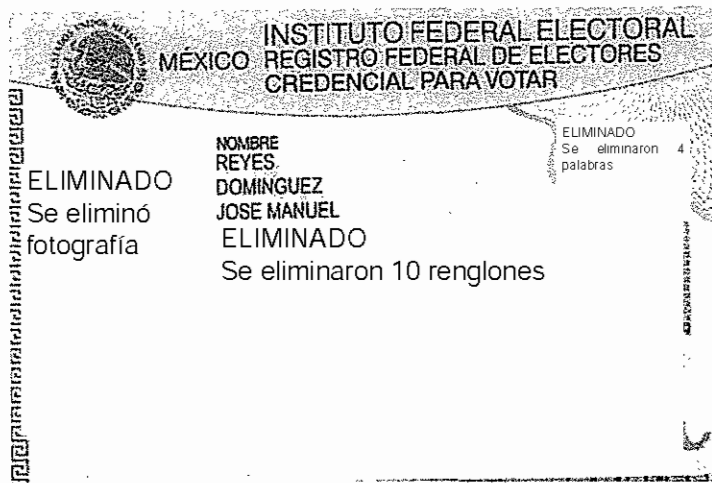 INSTITUTO FEDERAL ELECTORAL
MÉXICO REGISTRO FEDERAL DE ELECTORES
CREDENCIAL PARA VOTAR
ELIMINADO
Se eliminaron 4
palabras
NOMBRE
REYES
DOMINGUEZ
JOSE MANUEL
ELIMINADO
Se eliminó
fotografía
ELIMINADO
Se eliminaron 10 renglones